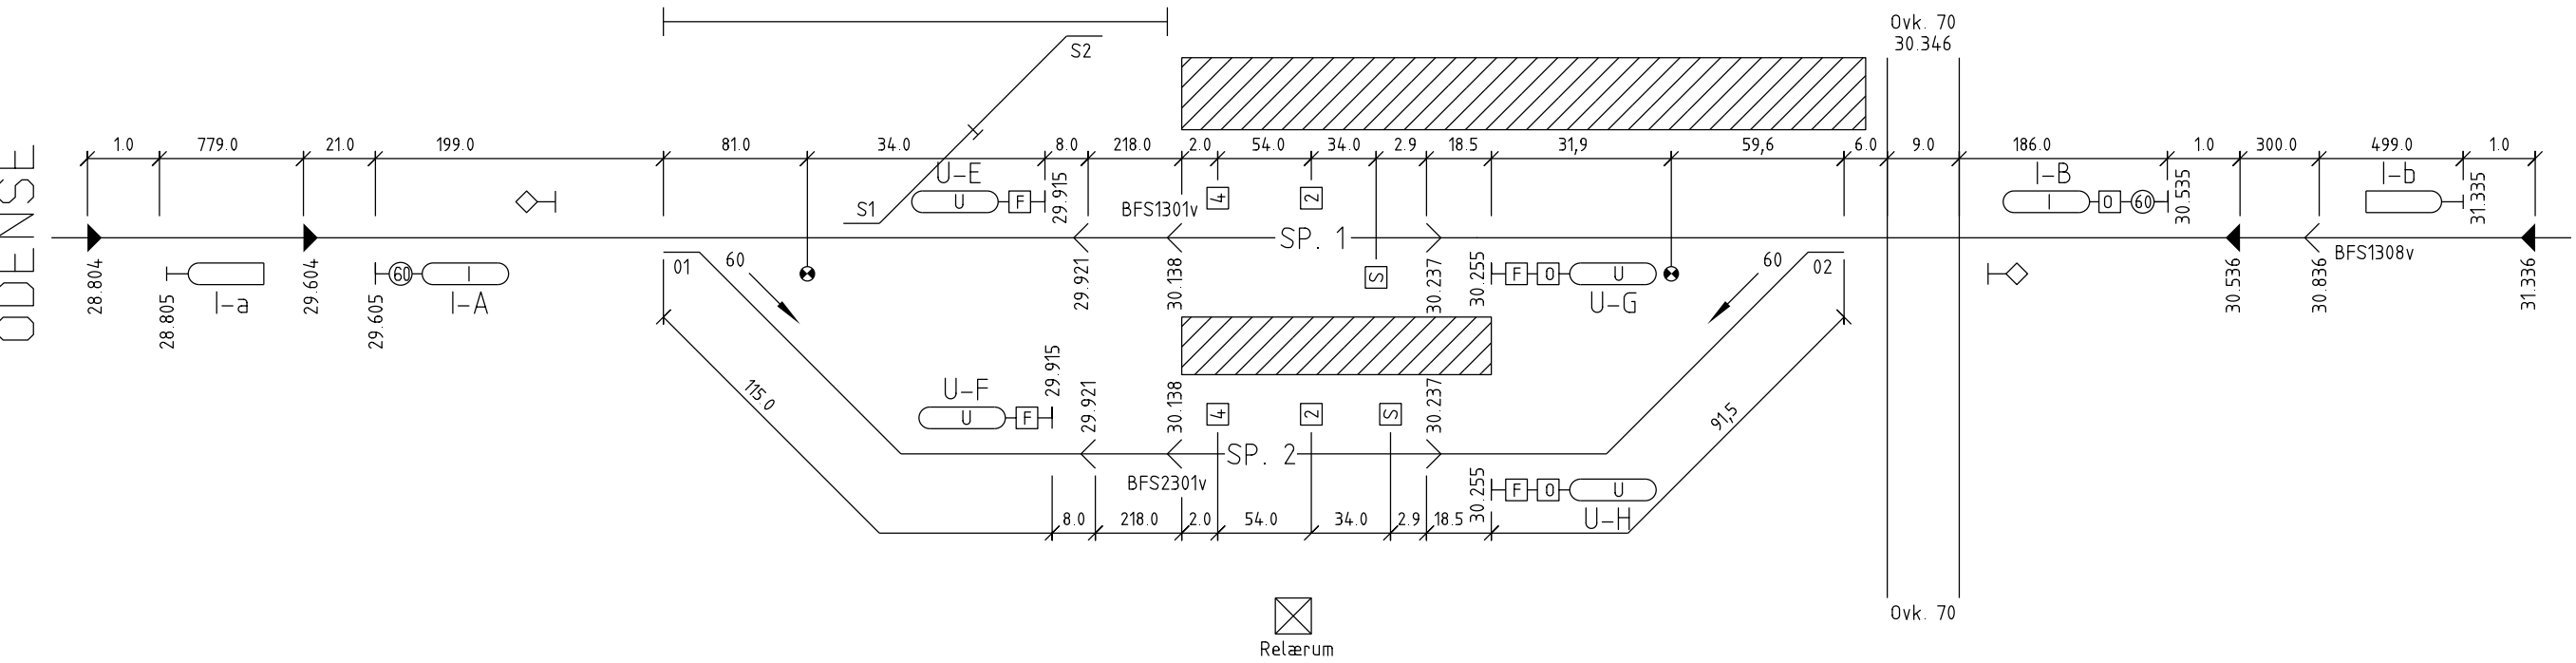 Ovk. 70
30.346
S2
1.0 779.0 21.0 199.0 81.0 34.0 8.0 218.0 2.0 54.0 34.0 2.9 18.5 31,9 59,6 6.0 9.0 186.0 1.0 300.0 499.0 1.0
ODENSE
U-E
U F
29.915
S1
BFS1301v
4
2
I-B
I O 60
30.535
I-b
31.335
SP. 1
28.804
28.805
I-a
29.604
29.605
60 I
I-A
01
60
29.921
30.138
S
30.237
30.255
F O U
U-G
60
02
30.536
30.836
BFS1308v
31.336
115.0
U-F
U F
29.915
29.921
30.138
4
2
S
30.237
91,5
SP. 2
BFS2301v
30.255
F O U
U-H
8.0 218.0 2.0 54.0 34.0 2.9 18.5
Ovk. 70
Relærum